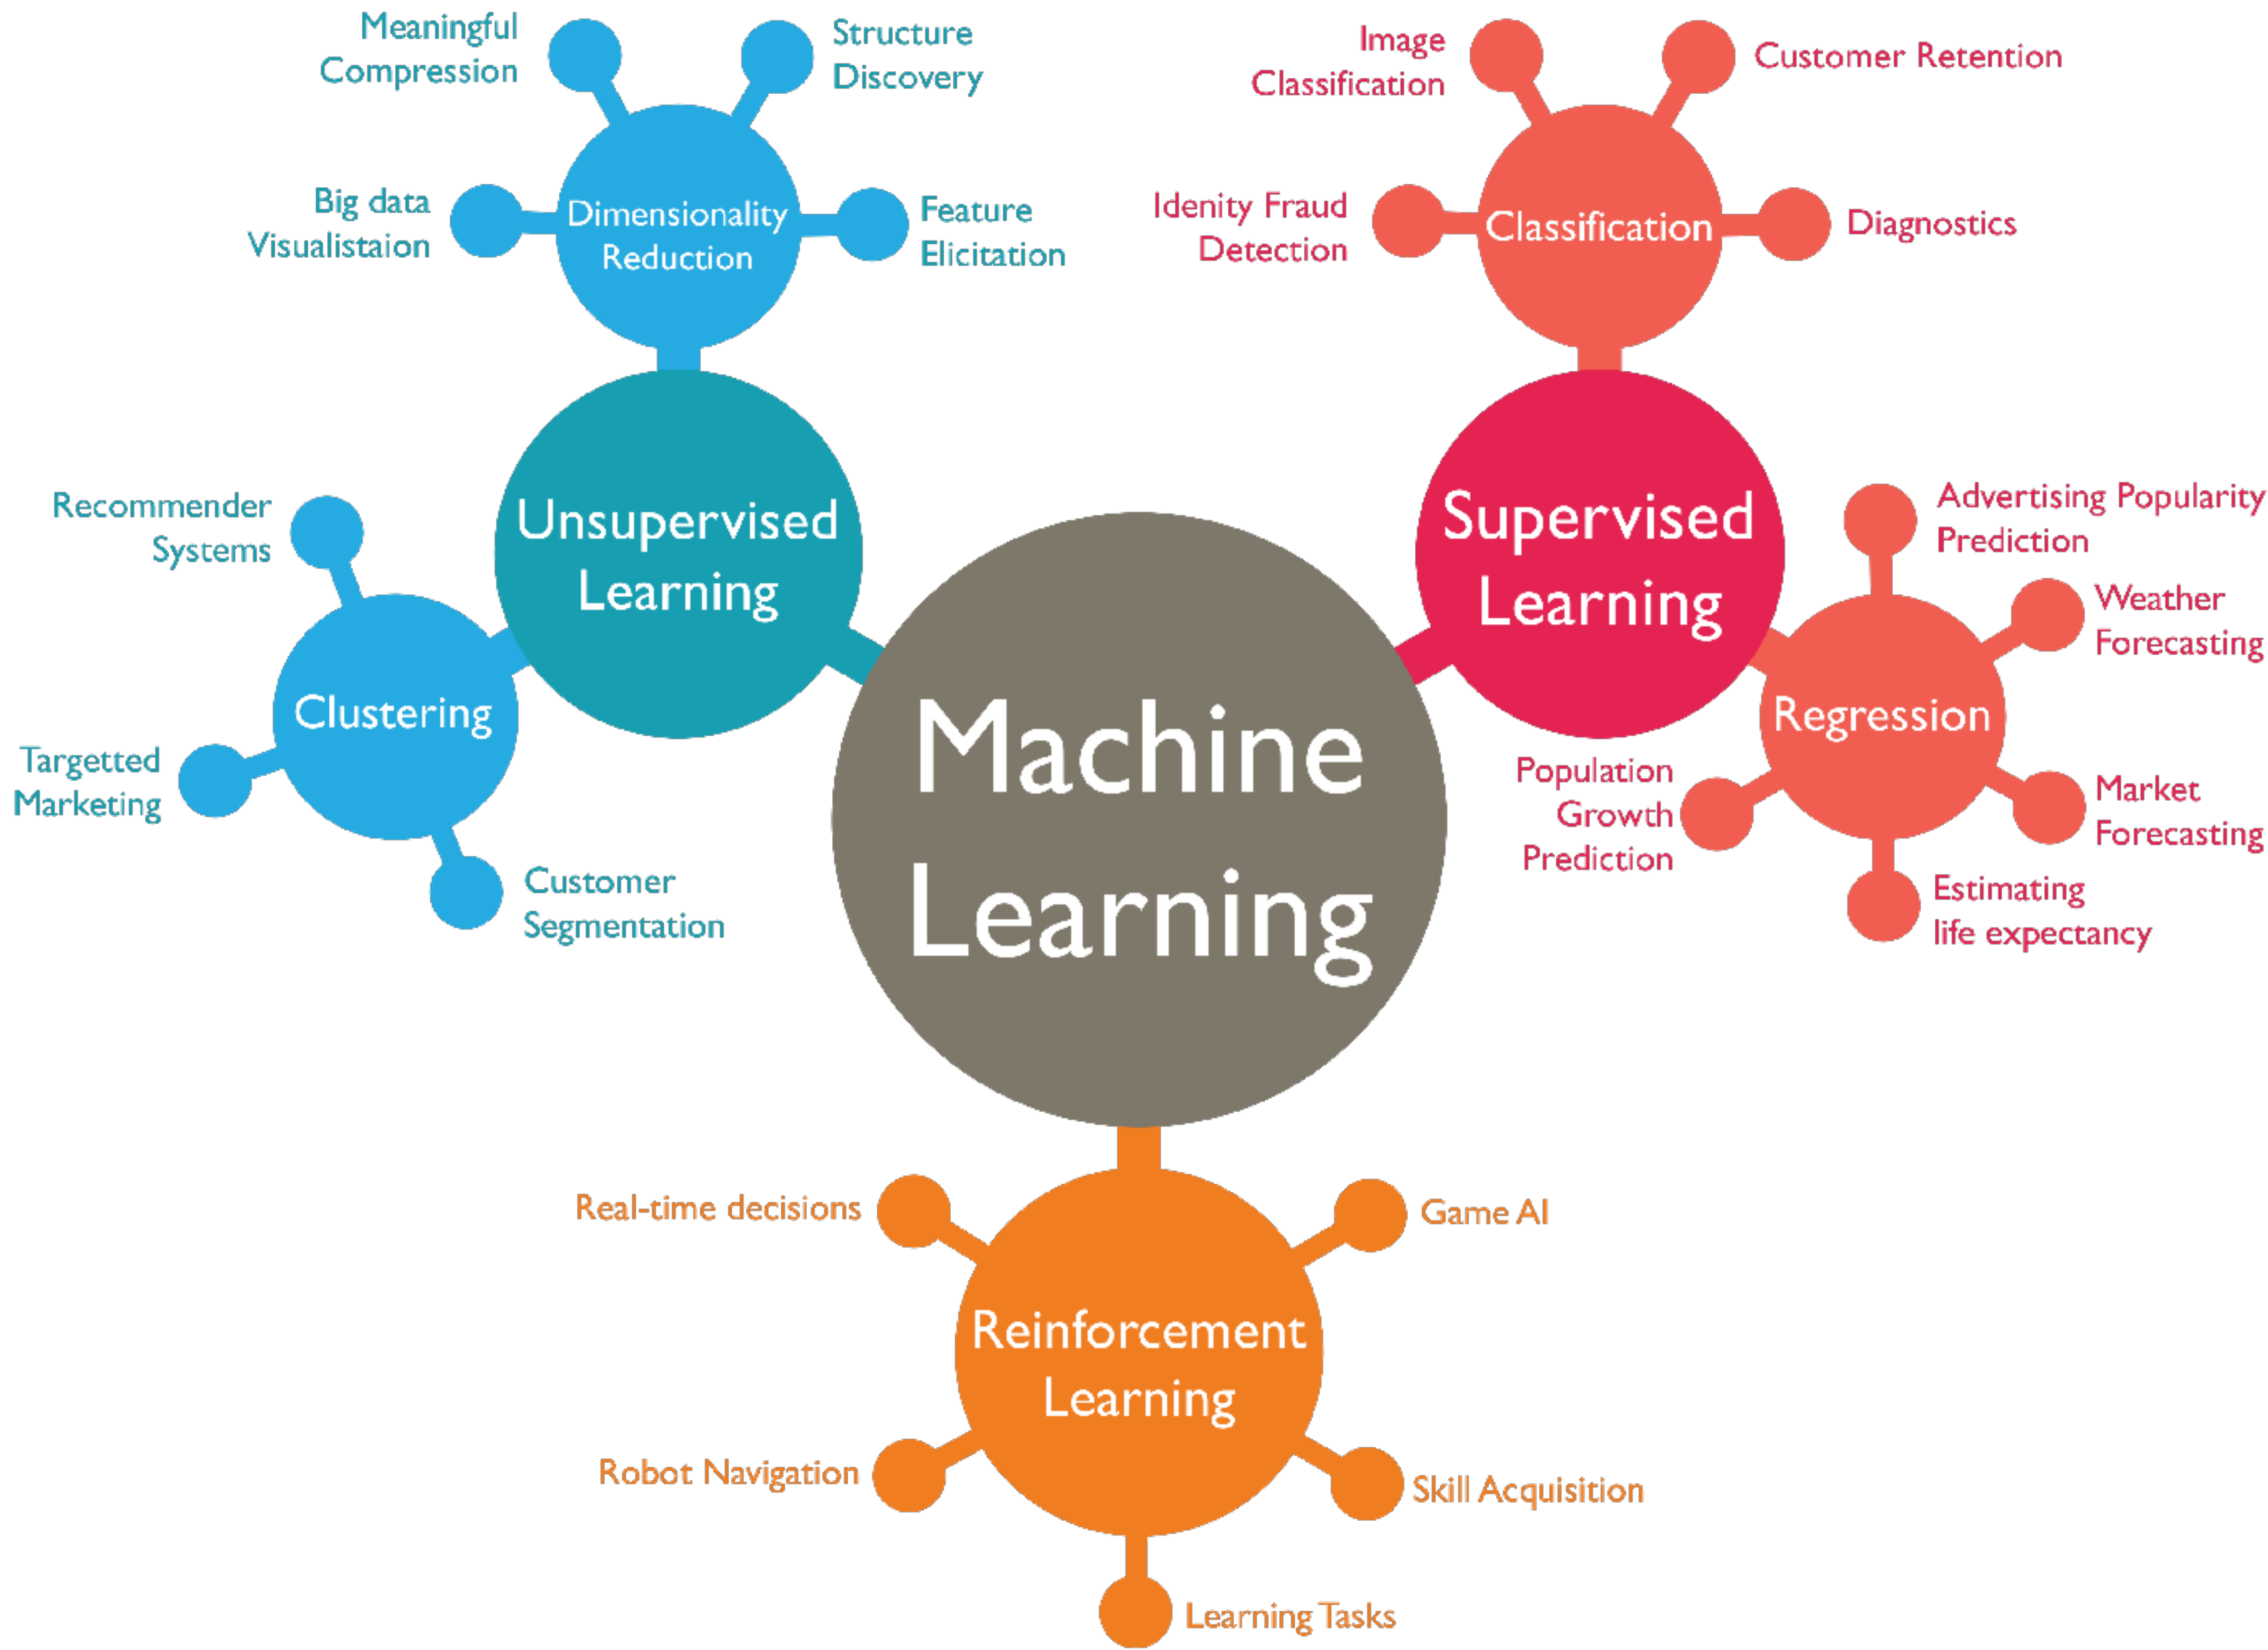 Meaningful
Compression
Structure
Discovery
Big data
Visualistaion
Dimensionality
Reduction
Feature
Elicitation
Image
Classification
Customer Retention
Idenity Fraud
Detection
Classification
Diagnostics
Unsupervised
Learning
Recommender
Systems
Clustering
Targetted
Marketing
Customer
Segmentation
Machine
Learning
Supervised
Learning
Advertising Popularity
Prediction
Weather
Forecasting
Regression
Population
Growth
Prediction
Market
Forecasting
Estimating
life expectancy
Real-time decisions
Game AI
Reinforcement
Learning
Robot Navigation
Skill Acquisition
Learning Tasks